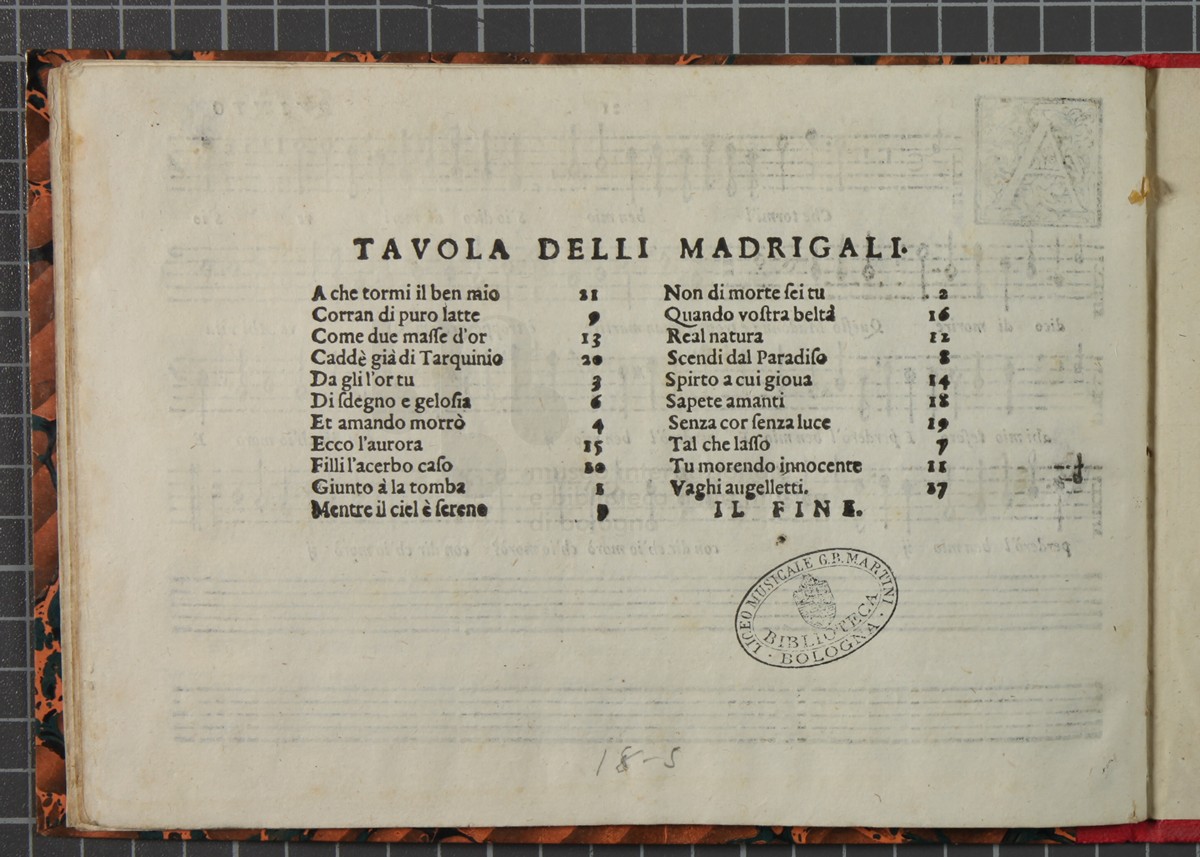 TAVOLA DELLI MADRIGALI.
A che tormi il ben mio 21
Corran di puro latte 9
Come due maſſe d'or 13
Caddè già di Tarquinio 20
Da gli l'or tu 3
Di ſdegno e geloſia 6
Et amando morrò 4
Ecco l'aurora 15
Filli l'acerbo caſo 10
Giunto à la tomba 1
Mentre il ciel è ſereno 5
Non di morte ſei tu 2
Quando voſtra beltà 16
Real natura 12
Scendi dal Paradiſo 8
Spirto a cui gioua 14
Sapete amanti 18
Senza cor ſenza luce 19
Tal che laſſo 7
Tu morendo innocente 11
Vaghi augelletti. 17
IL FINE.
LICEO MUSICALE G.B. MARTINI
BIBLIOTECA
· BOLOGNA ·
18-5